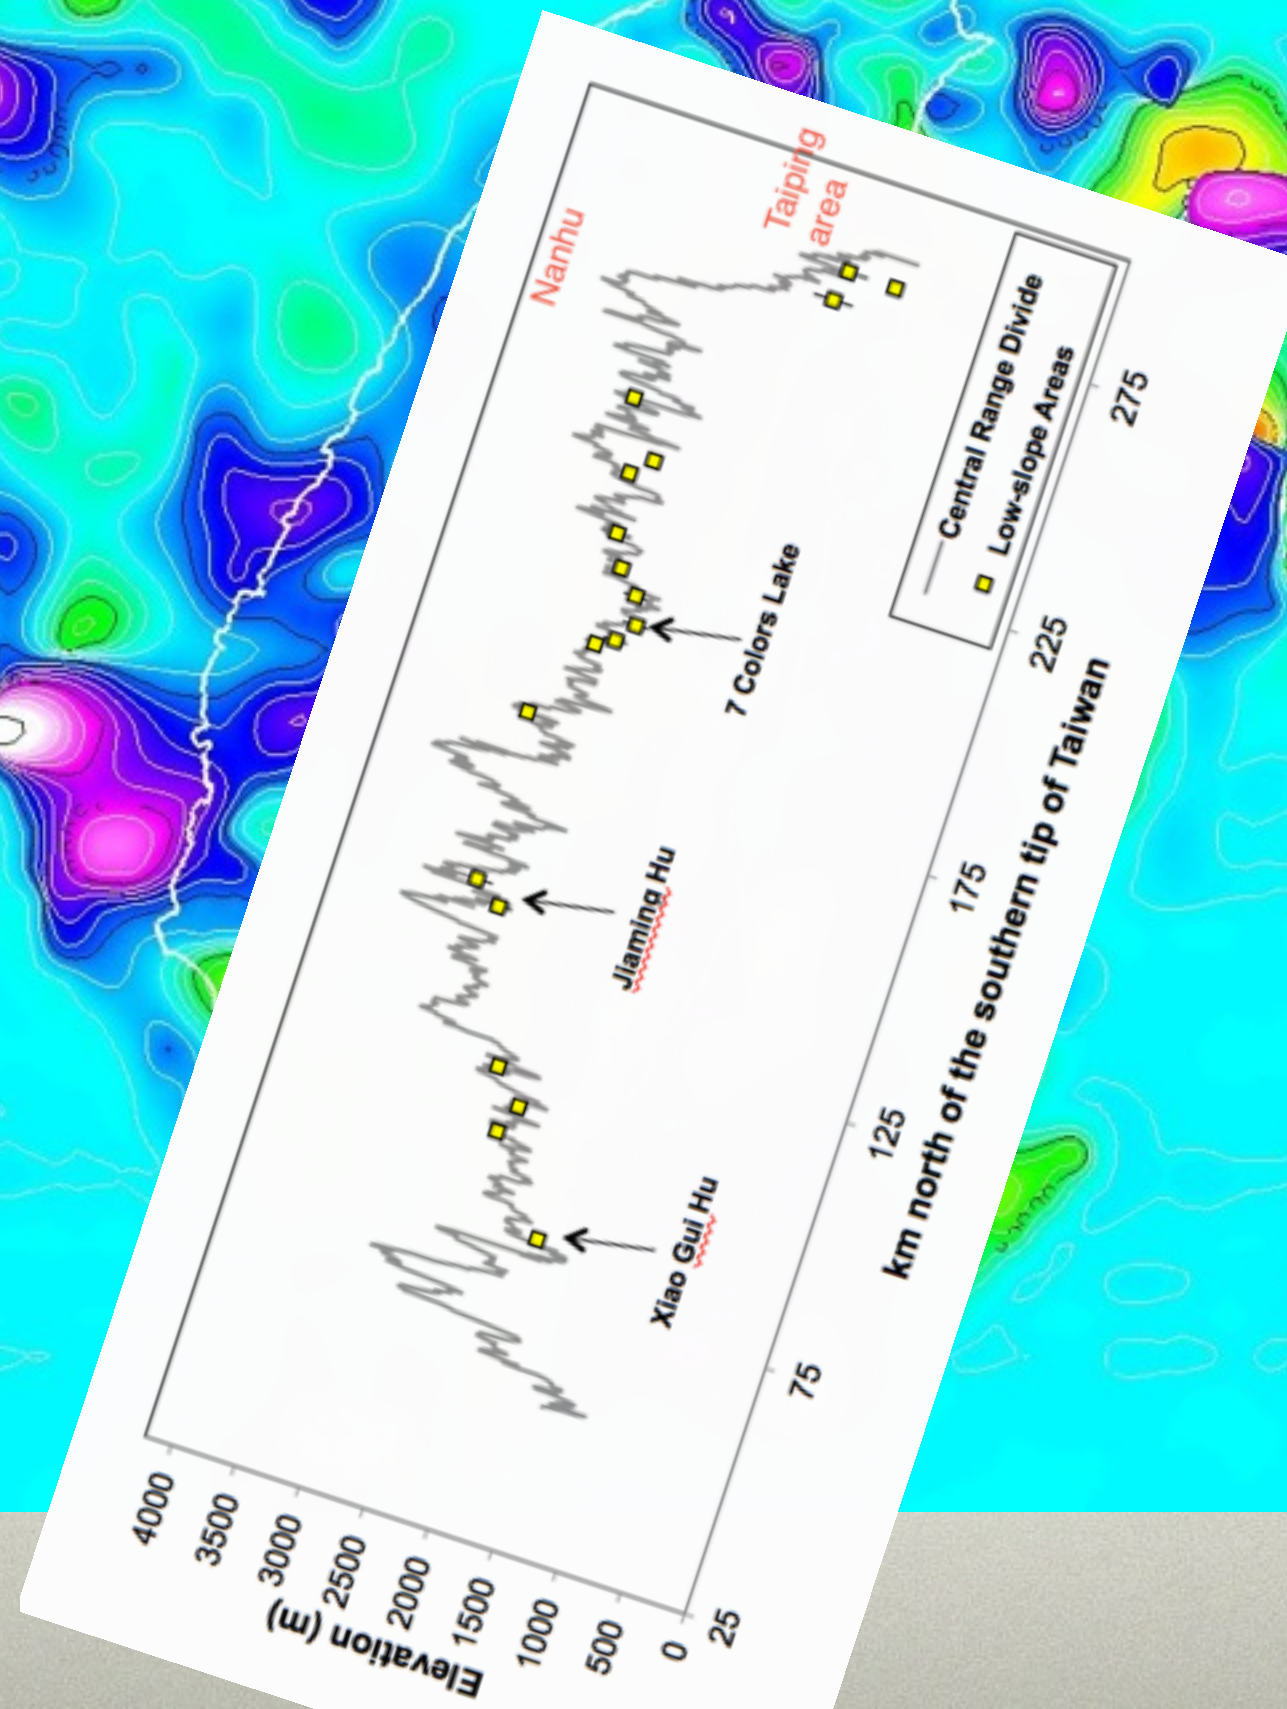 Nanhu
Taiping
area
Central Range Divide
Low-slope Areas
7 Colors Lake
Jiaming Hu
Xiao Gui Hu
4000
3500
3000
2500
2000
1500
1000
500
0
Elevation (m)
25
75
125
175
225
275
km north of the southern tip of Taiwan